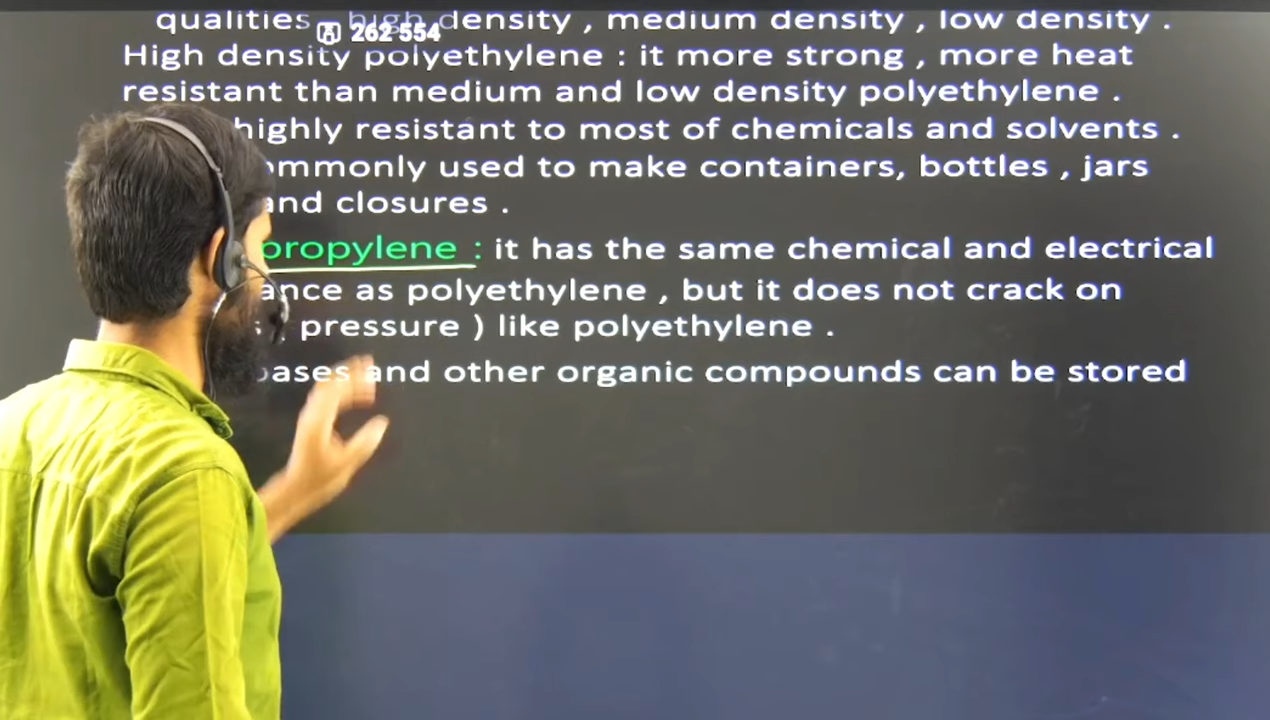 qualities , high density , medium density , low density .
262 554
High density polyethylene : it more strong , more heat
resistant than medium and low density polyethylene .
highly resistant to most of chemicals and solvents .
ommonly used to make containers, bottles , jars
and closures .
propylene : it has the same chemical and electrical
ance as polyethylene , but it does not crack on
pressure ) like polyethylene .
bases and other organic compounds can be stored